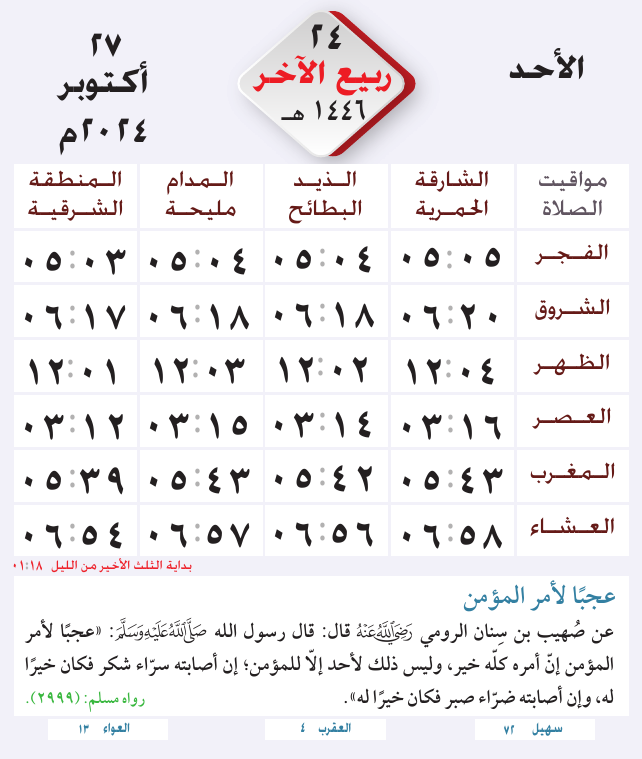 الأحد
٢٤
ربيع الآخر
١٤٤٦ هـ
٢٧
أكتوبر
٢٠٢٤م
مواقيت الصلاة | الشارقة الحمرية | الذيد البطائح | المدام مليحة | المنطقة الشرقية
الفجر ٠٥:٠٥ ٠٥:٠٤ ٠٥:٠٤ ٠٥:٠٣
الشروق ٠٦:٢٠ ٠٦:١٨ ٠٦:١٨ ٠٦:١٧
الظهر ١٢:٠٤ ١٢:٠٢ ١٢:٠٣ ١٢:٠١
العصر ٠٣:١٦ ٠٣:١٤ ٠٣:١٥ ٠٣:١٢
المغرب ٠٥:٤٣ ٠٥:٤٢ ٠٥:٤٣ ٠٥:٣٩
العشاء ٠٦:٥٨ ٠٦:٥٦ ٠٦:٥٧ ٠٦:٥٤
بداية الثلث الأخير من الليل ٠١:١٨
عجبًا لأمر المؤمن
عن صُهيب بن سِنان الرومي رَضِيَ اللَّهُ عَنْهُ قال: قال رسول الله صَلَّى اللَّهُ عَلَيْهِ وَسَلَّمَ: «عجبًا لأمر
المؤمن إنّ أمره كلّه خير، وليس ذلك لأحد إلّا للمؤمن؛ إن أصابته سرّاء شكر فكان خيرًا
له، وإن أصابته ضرّاء صبر فكان خيرًا له». رواه مسلم: (٢٩٩٩).
سهيل ٧٢ العقرب ٤ العواء ١٣